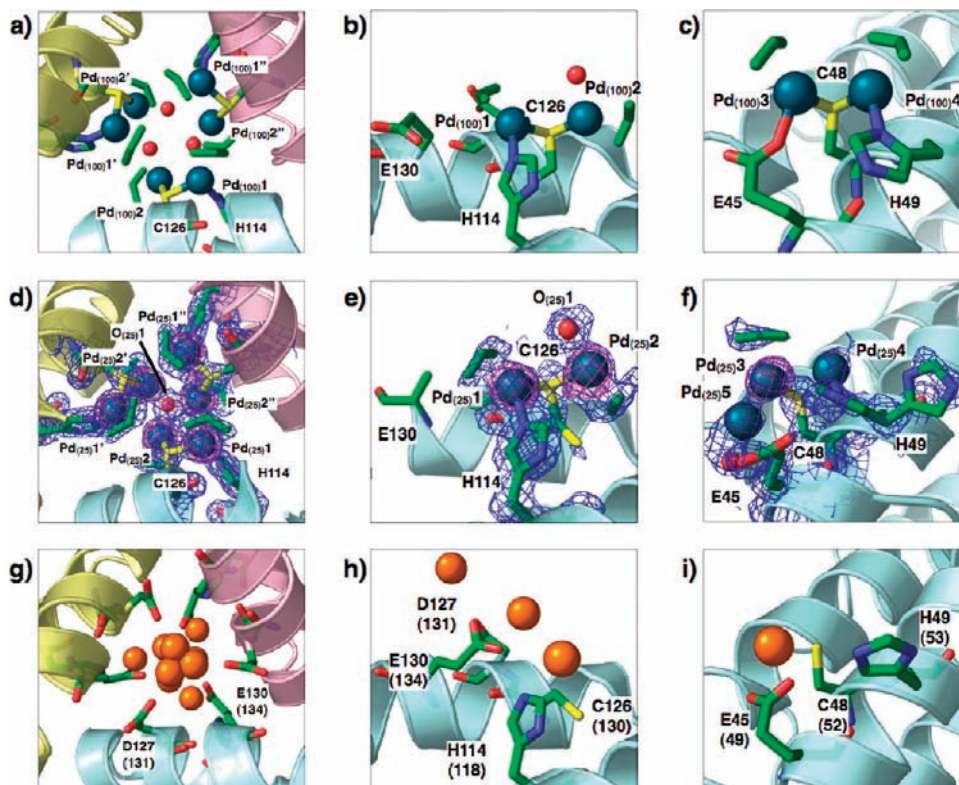 a)
Pd(100)2'
Pd(100)1''
Pd(100)1'
Pd(100)2''
Pd(100)2
Pd(100)1
C126
H114
b)
Pd(100)2
C126
Pd(100)1
E130
H114
c)
C48
Pd(100)3
Pd(100)4
E45
H49
d)
Pd(25)1''
O(25)1
Pd(25)2'
Pd(25)2''
Pd(25)1'
Pd(25)2
Pd(25)1
H114
C126
e)
O(25)1
C126
Pd(25)2
Pd(25)1
E130
H114
f)
Pd(25)4
Pd(25)3
Pd(25)5
H49
C48
E45
g)
E130
(134)
D127
(131)
h)
D127
(131)
E130
(134)
C126
(130)
H114
(118)
i)
H49
(53)
C48
(52)
E45
(49)